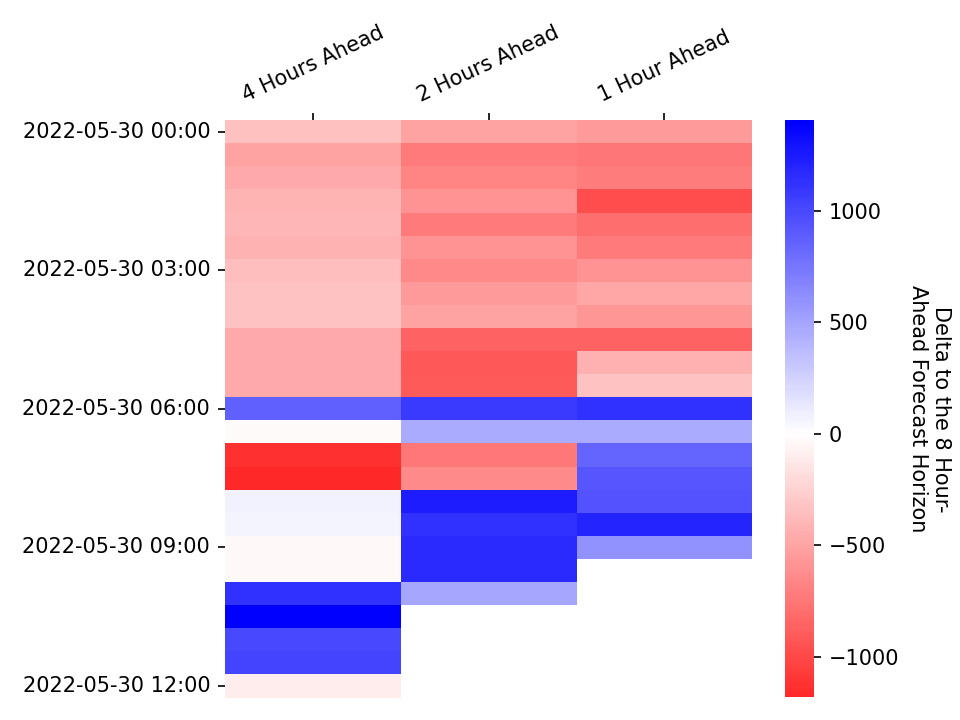 4 Hours Ahead
2 Hours Ahead
1 Hour Ahead
2022-05-30 00:00
2022-05-30 03:00
2022-05-30 06:00
2022-05-30 09:00
2022-05-30 12:00
1000
500
0
−500
−1000
Delta to the 8 Hour-
Ahead Forecast Horizon